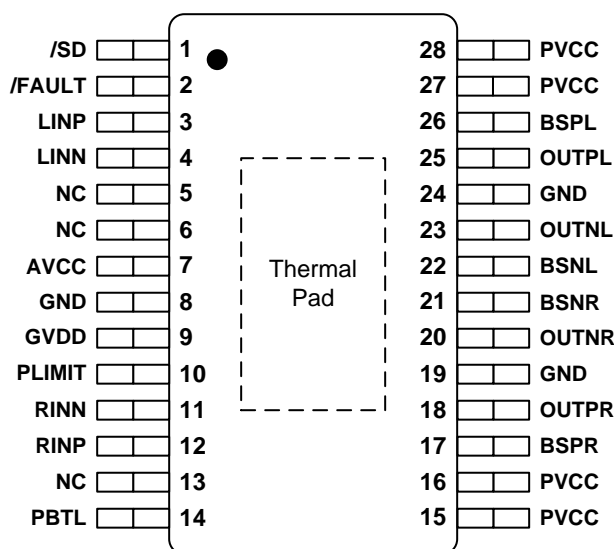 /SD 1 28 PVCC
/FAULT 2 27 PVCC
LINP 3 26 BSPL
LINN 4 25 OUTPL
NC 5 24 GND
NC 6 23 OUTNL
AVCC 7 22 BSNL
GND 8 21 BSNR
GVDD 9 20 OUTNR
PLIMIT 10 19 GND
RINN 11 18 OUTPR
RINP 12 17 BSPR
NC 13 16 PVCC
PBTL 14 15 PVCC
Thermal
Pad